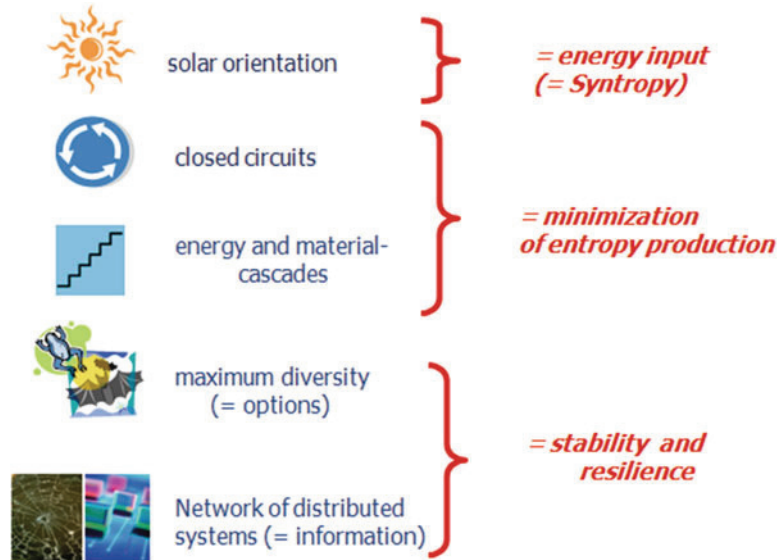 solar orientation
= energy input
(= Syntropy)
closed circuits
energy and material-
cascades
= minimization
of entropy production
maximum diversity
(= options)
Network of distributed
systems (= information)
= stability and
resilience